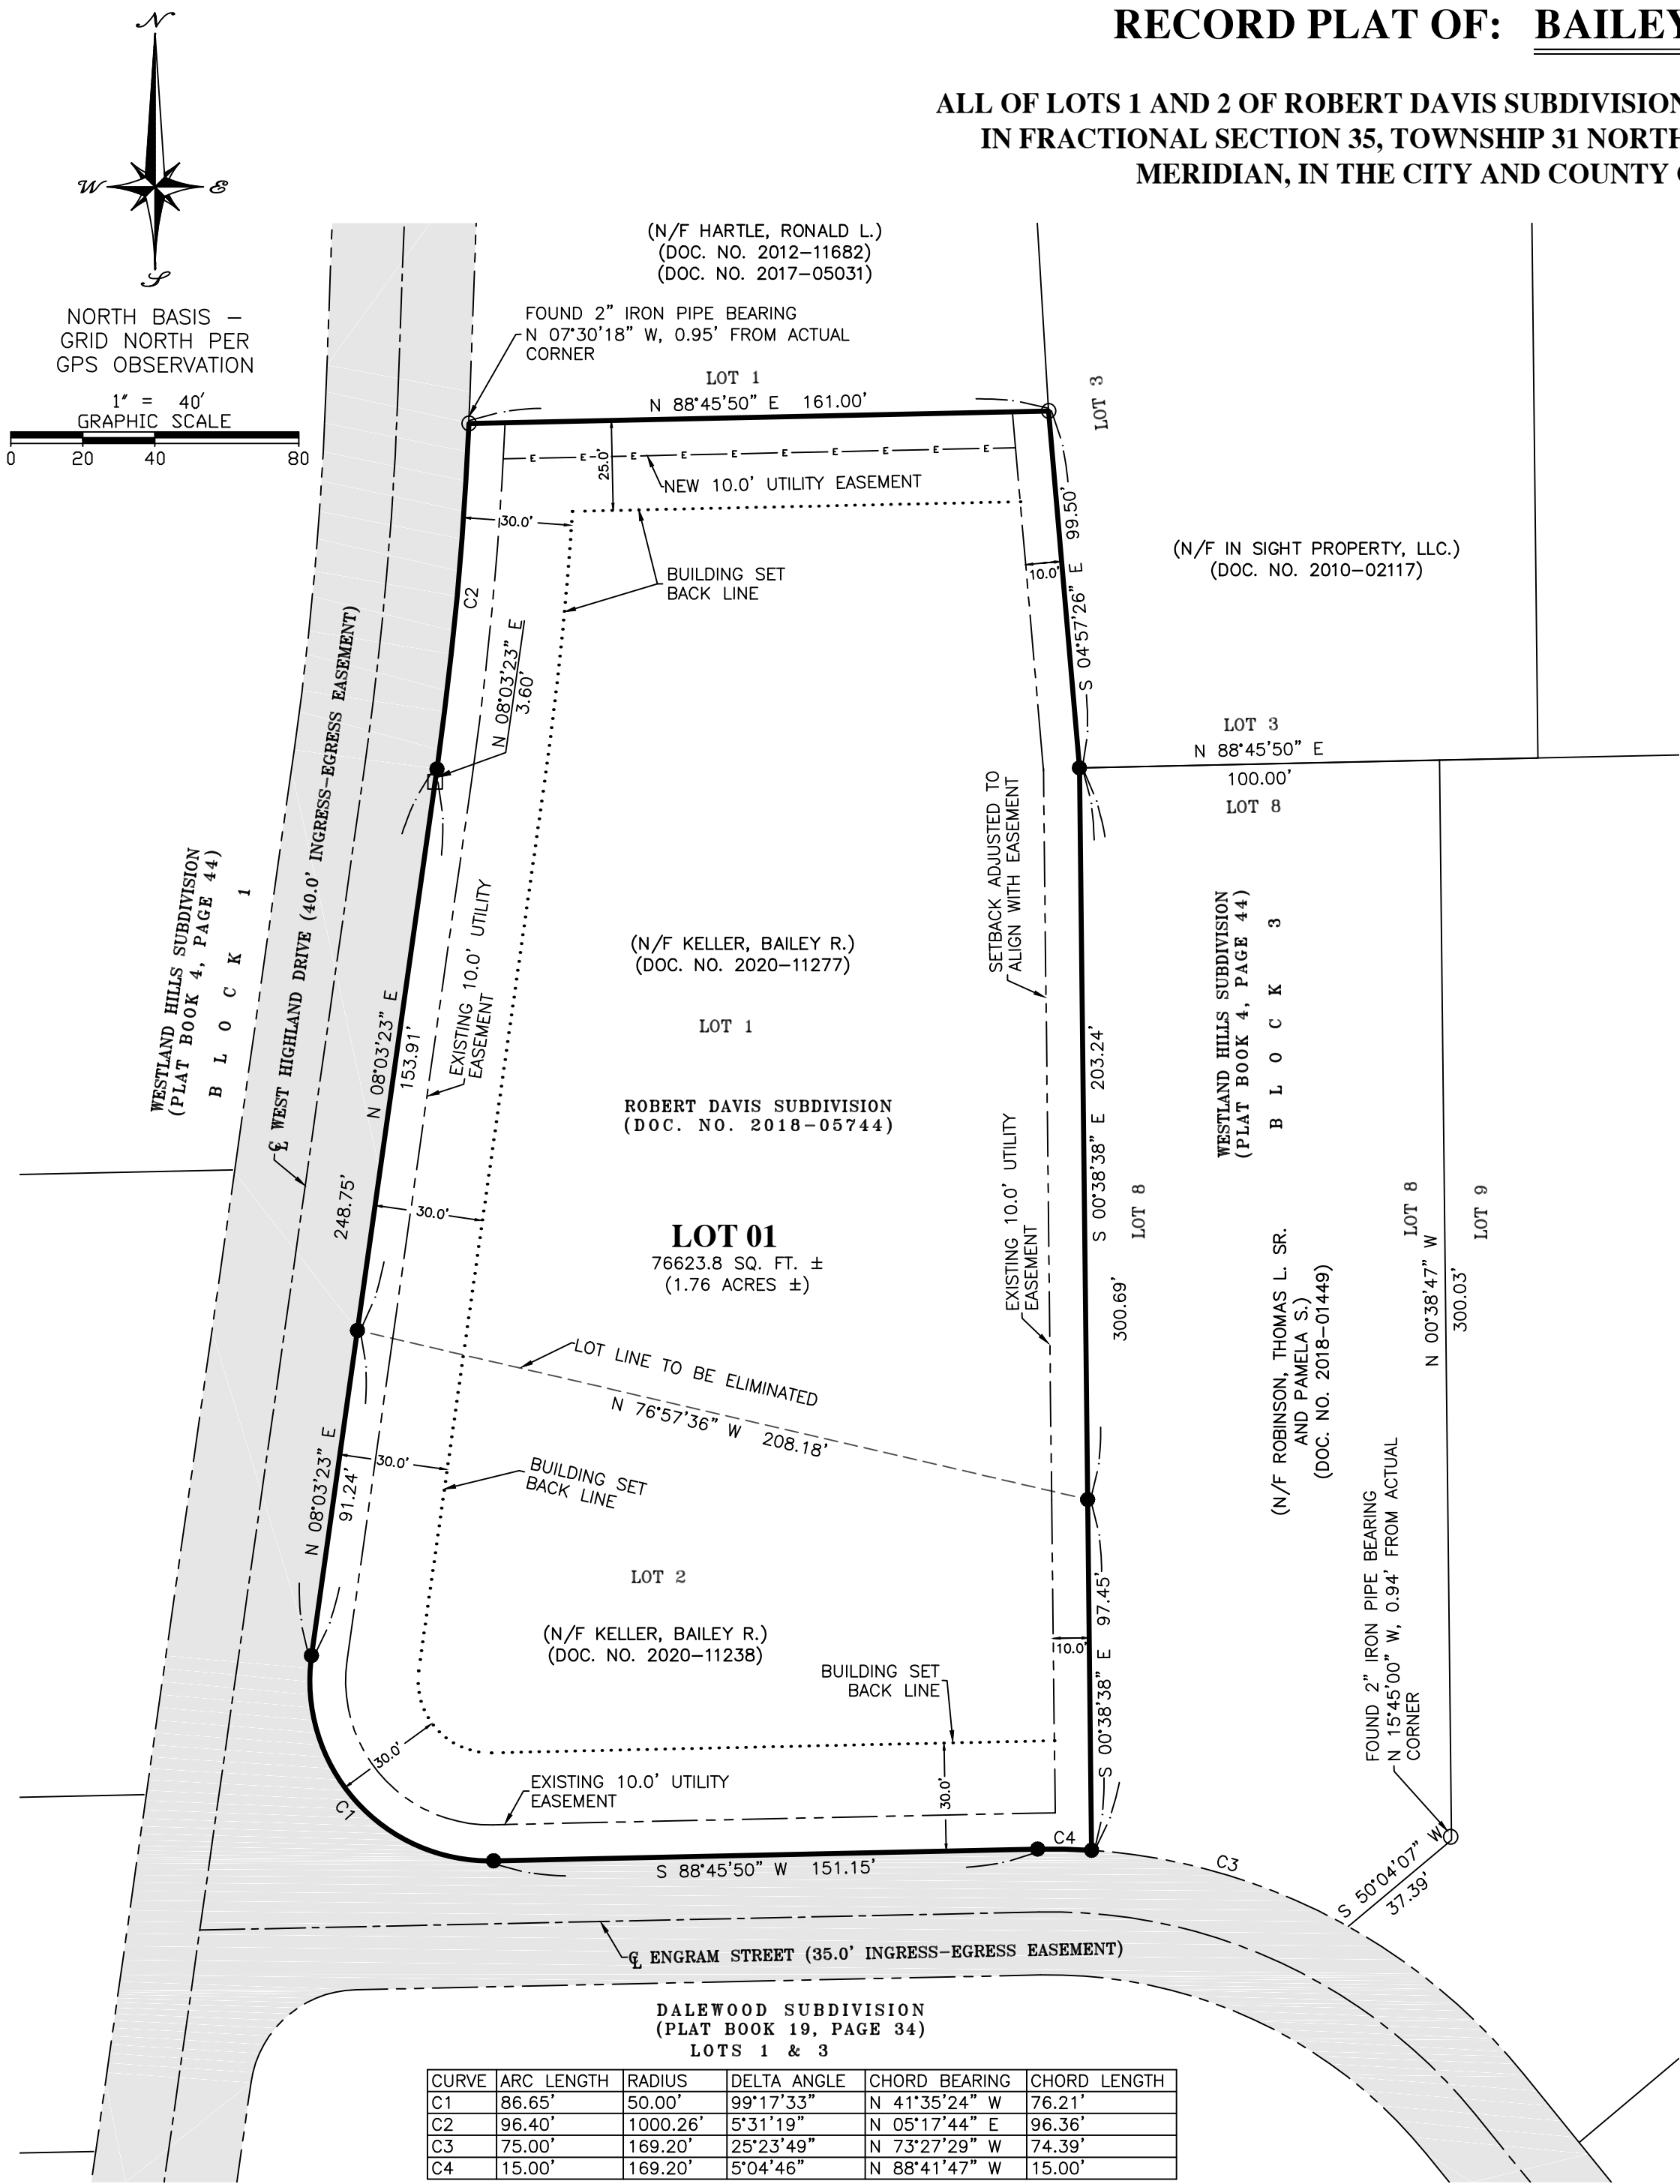 RECORD PLAT OF: BAILEY
ALL OF LOTS 1 AND 2 OF ROBERT DAVIS SUBDIVISION
IN FRACTIONAL SECTION 35, TOWNSHIP 31 NORTH
MERIDIAN, IN THE CITY AND COUNTY
N
W
E
S
NORTH BASIS –
GRID NORTH PER
GPS OBSERVATION
1" = 40'
GRAPHIC SCALE
0 20 40 80
(N/F HARTLE, RONALD L.)
(DOC. NO. 2012–11682)
(DOC. NO. 2017–05031)
FOUND 2" IRON PIPE BEARING
N 07°30'18" W, 0.95' FROM ACTUAL
CORNER
LOT 1
N 88°45'50" E 161.00'
LOT 3
E E E E E E E E E E
25.0'
NEW 10.0' UTILITY EASEMENT
30.0'
BUILDING SET
BACK LINE
C2
N 08°03'23" E
3.60'
S 04°57'26" E 99.50'
10.0'
(N/F IN SIGHT PROPERTY, LLC.)
(DOC. NO. 2010–02117)
LOT 3
N 88°45'50" E
100.00'
LOT 8
WESTLAND HILLS SUBDIVISION
(PLAT BOOK 4, PAGE 44)
BLOCK 1
℄ WEST HIGHLAND DRIVE (40.0' INGRESS–EGRESS EASEMENT)
N 08°03'23" E
153.91'
248.75'
EXISTING 10.0' UTILITY
EASEMENT
30.0'
SETBACK ADJUSTED TO
ALIGN WITH EASEMENT
(N/F KELLER, BAILEY R.)
(DOC. NO. 2020–11277)
LOT 1
ROBERT DAVIS SUBDIVISION
(DOC. NO. 2018–05744)
LOT 01
76623.8 SQ. FT. ±
(1.76 ACRES ±)
EXISTING 10.0' UTILITY
EASEMENT
S 00°38'38" E 203.24'
300.69'
LOT 8
WESTLAND HILLS SUBDIVISION
(PLAT BOOK 4, PAGE 44)
BLOCK 3
(N/F ROBINSON, THOMAS L. SR.
AND PAMELA S.)
(DOC. NO. 2018–01449)
LOT 8
N 00°38'47" W
300.03'
LOT 9
LOT LINE TO BE ELIMINATED
N 76°57'36" W 208.18'
N 08°03'23" E
91.24'
30.0'
BUILDING SET
BACK LINE
LOT 2
(N/F KELLER, BAILEY R.)
(DOC. NO. 2020–11238)
BUILDING SET
BACK LINE
10.0'
S 00°38'38" E 97.45'
FOUND 2" IRON PIPE BEARING
N 15°45'00" W, 0.94' FROM ACTUAL
CORNER
30.0'
C1
EXISTING 10.0' UTILITY
EASEMENT
30.0'
C4
S 88°45'50" W 151.15'
C3
S 50°04'07" W
37.39'
℄ ENGRAM STREET (35.0' INGRESS–EGRESS EASEMENT)
DALEWOOD SUBDIVISION
(PLAT BOOK 19, PAGE 34)
LOTS 1 & 3
CURVE ARC LENGTH RADIUS DELTA ANGLE CHORD BEARING CHORD LENGTH
C1 86.65' 50.00' 99°17'33" N 41°35'24" W 76.21'
C2 96.40' 1000.26' 5°31'19" N 05°17'44" E 96.36'
C3 75.00' 169.20' 25°23'49" N 73°27'29" W 74.39'
C4 15.00' 169.20' 5°04'46" N 88°41'47" W 15.00'